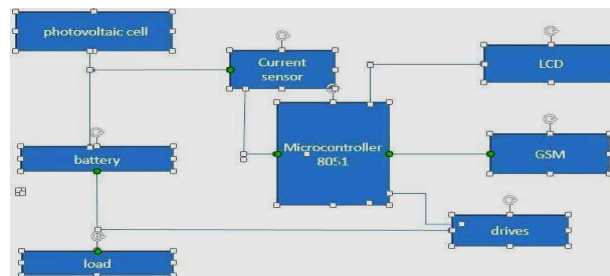 photovoltaic cell
Current
sensor
LCD
Microcontroller
8051
battery
GSM
drives
load